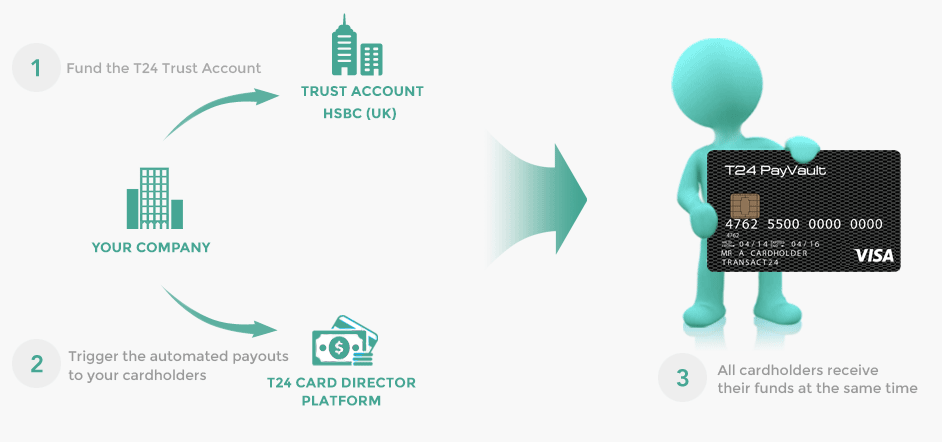 1
Fund the T24 Trust Account
TRUST ACCOUNT
HSBC (UK)
YOUR COMPANY
2
Trigger the automated payouts
to your cardholders
$
T24 CARD DIRECTOR
PLATFORM
T24 PayVault
4762 5500 0000 0000
4762
04/14 04/16
MR A CARDHOLDER
TRANSACT24
VISA
3
All cardholders receive
their funds at the same time